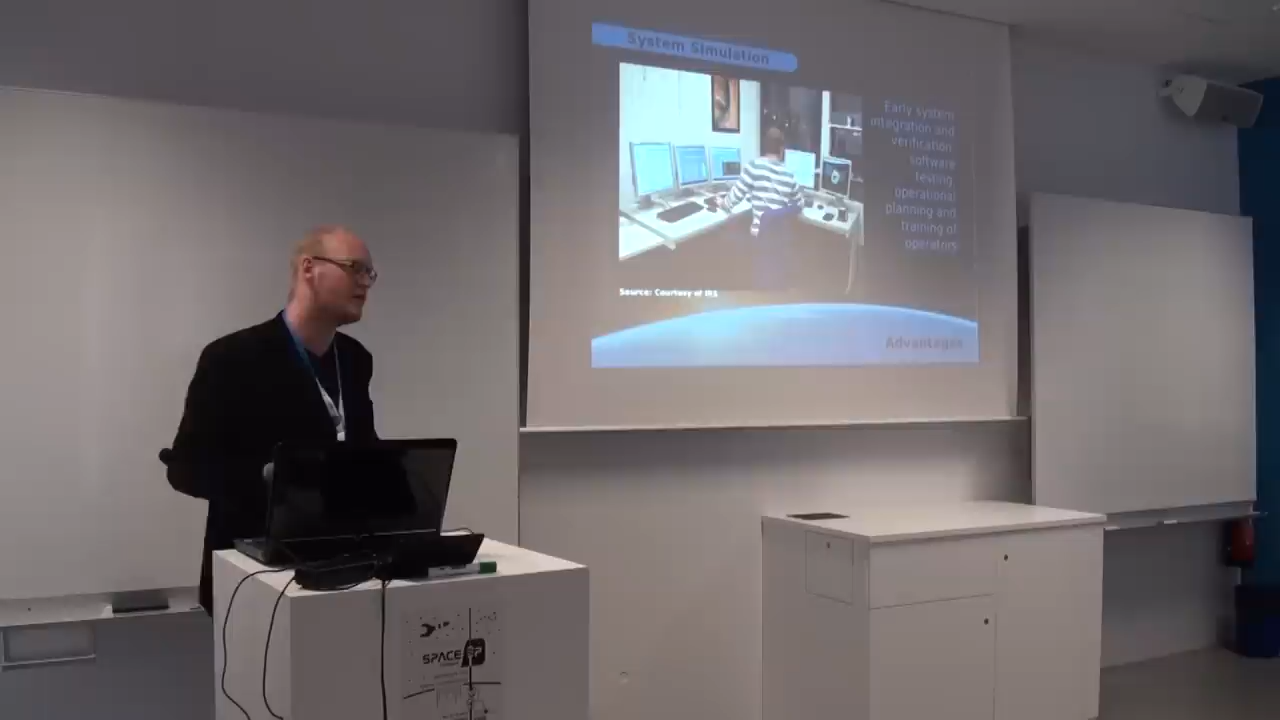 System Simulation
Early system
integration and
verification,
software
testing,
operational
planning and
training of
operators
Source: Courtesy of IRS
Advantages
SPACE UP